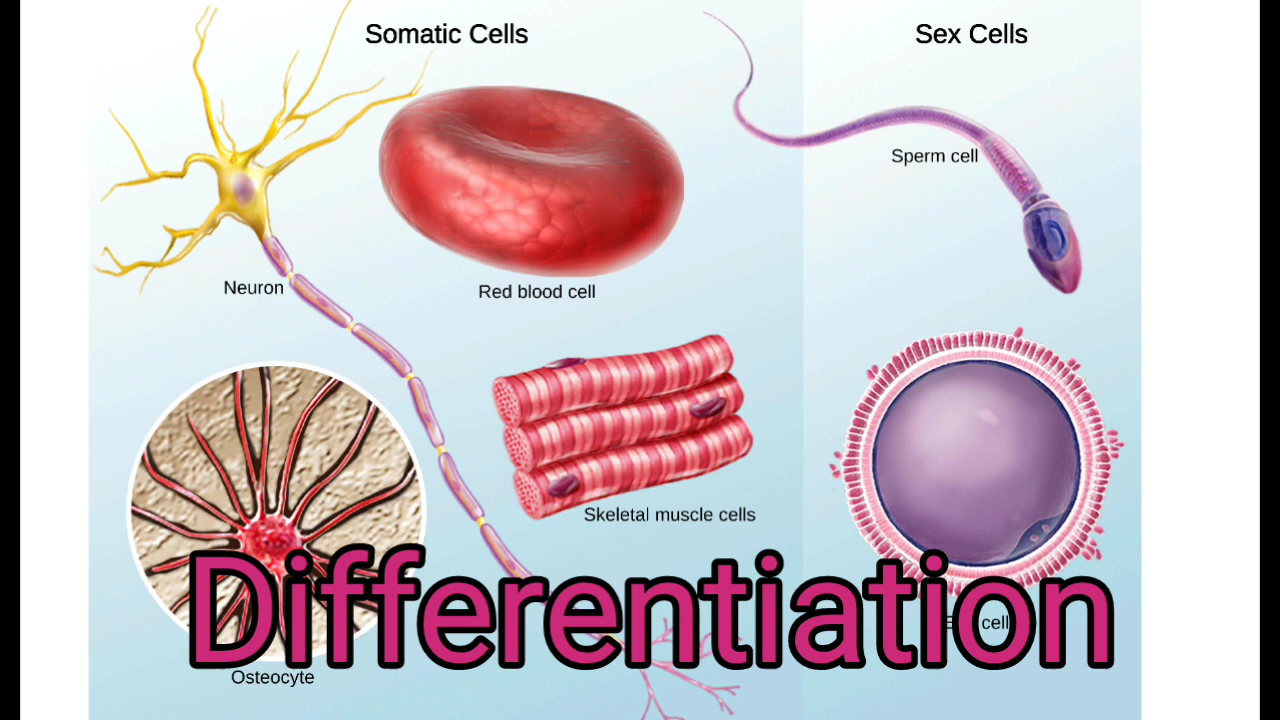 Somatic Cells
Sex Cells
Sperm cell
Neuron
Red blood cell
Skeletal muscle cells
Differentiation
cell
Osteocyte